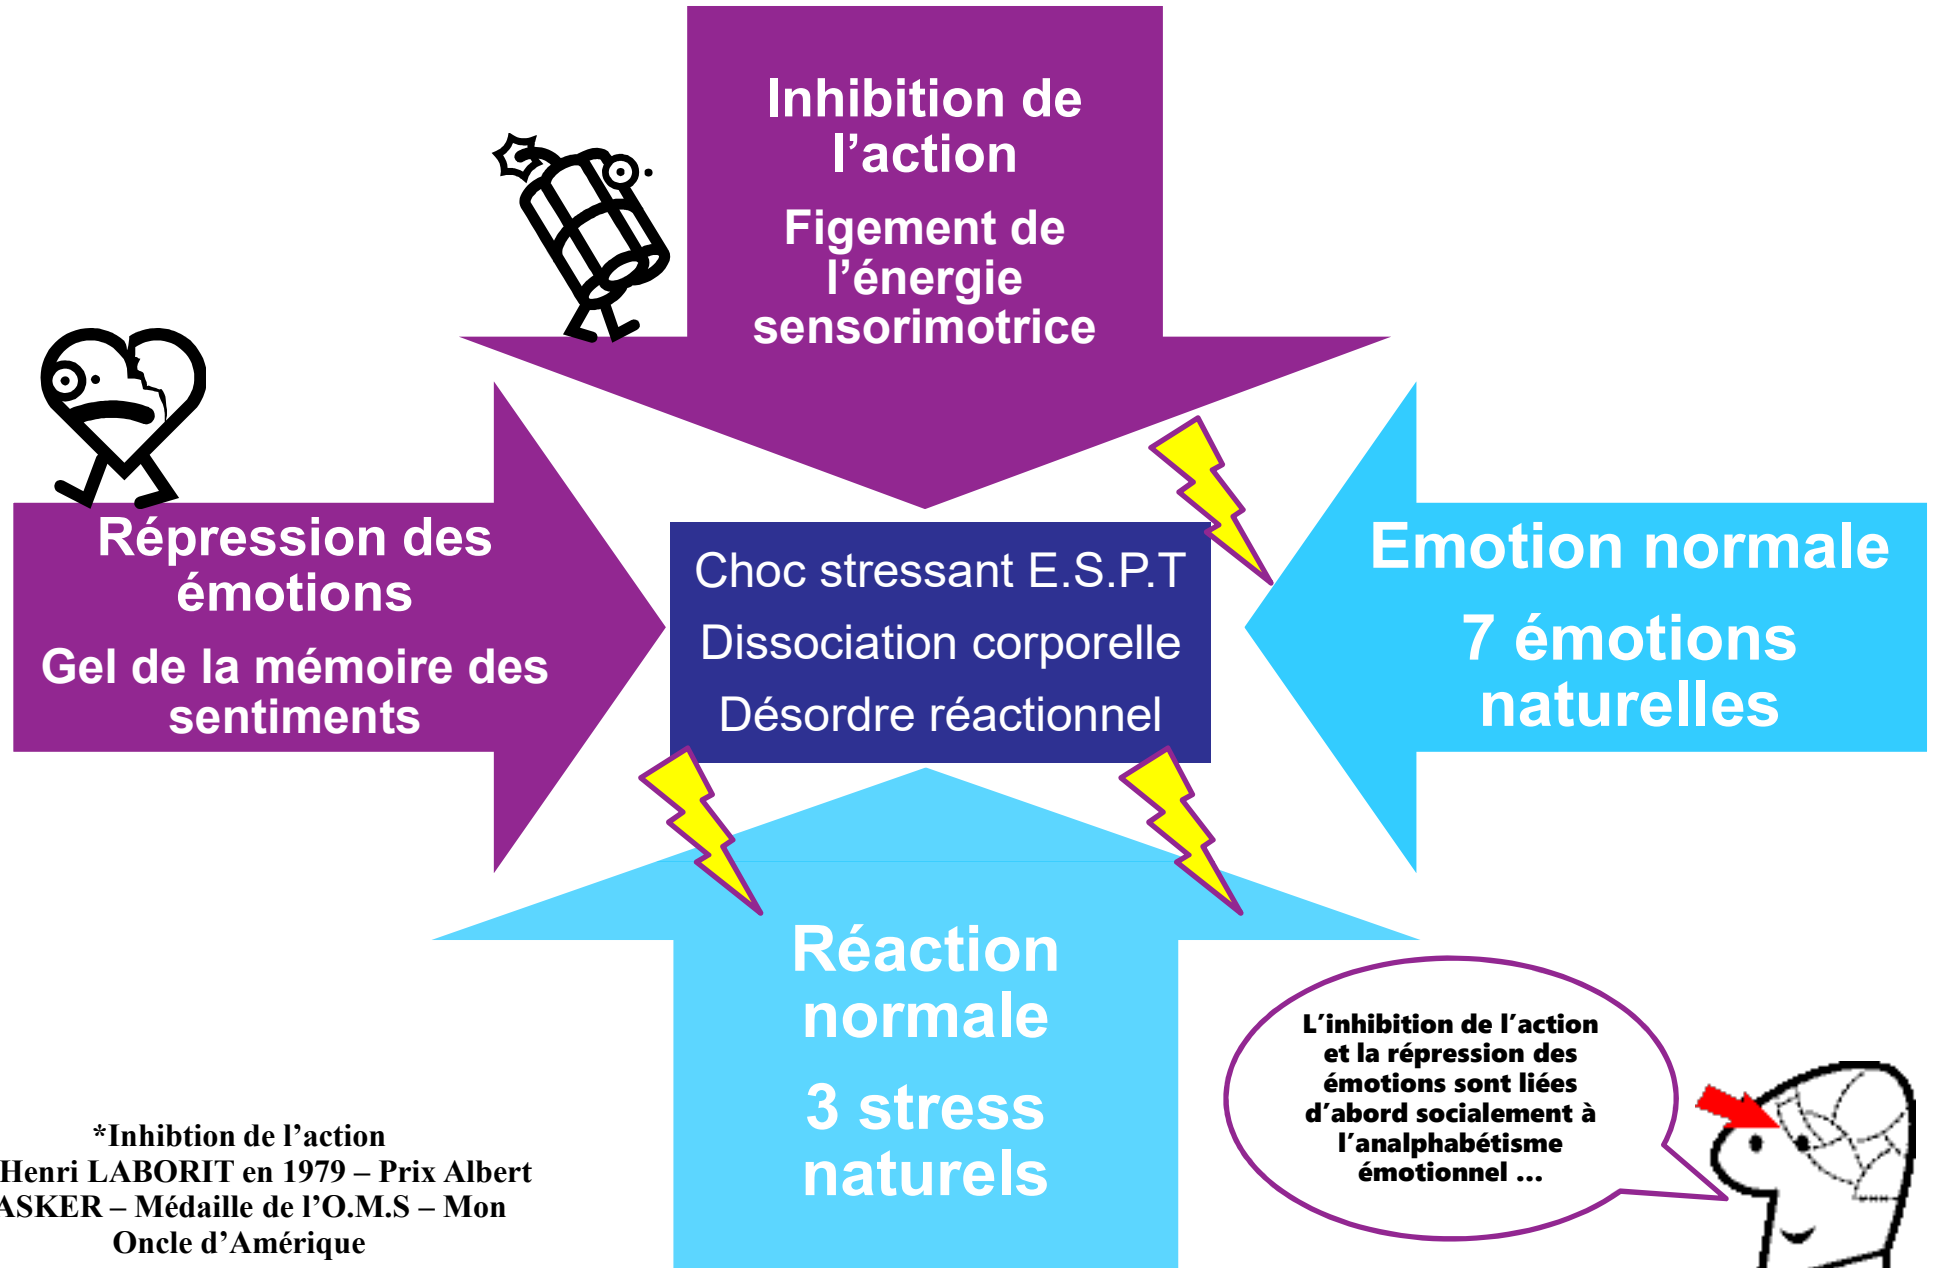 Inhibition de
l’action
Figement de
l’énergie
sensorimotrice
Répression des
émotions
Gel de la mémoire des
sentiments
Choc stressant E.S.P.T
Dissociation corporelle
Désordre réactionnel
Emotion normale
7 émotions
naturelles
Réaction
normale
3 stress
naturels
L’inhibition de l’action
et la répression des
émotions sont liées
d’abord socialement à
l’analphabétisme
émotionnel ...
*Inhibtion de l’action
Henri LABORIT en 1979 – Prix Albert
ASKER – Médaille de l’O.M.S – Mon
Oncle d’Amérique